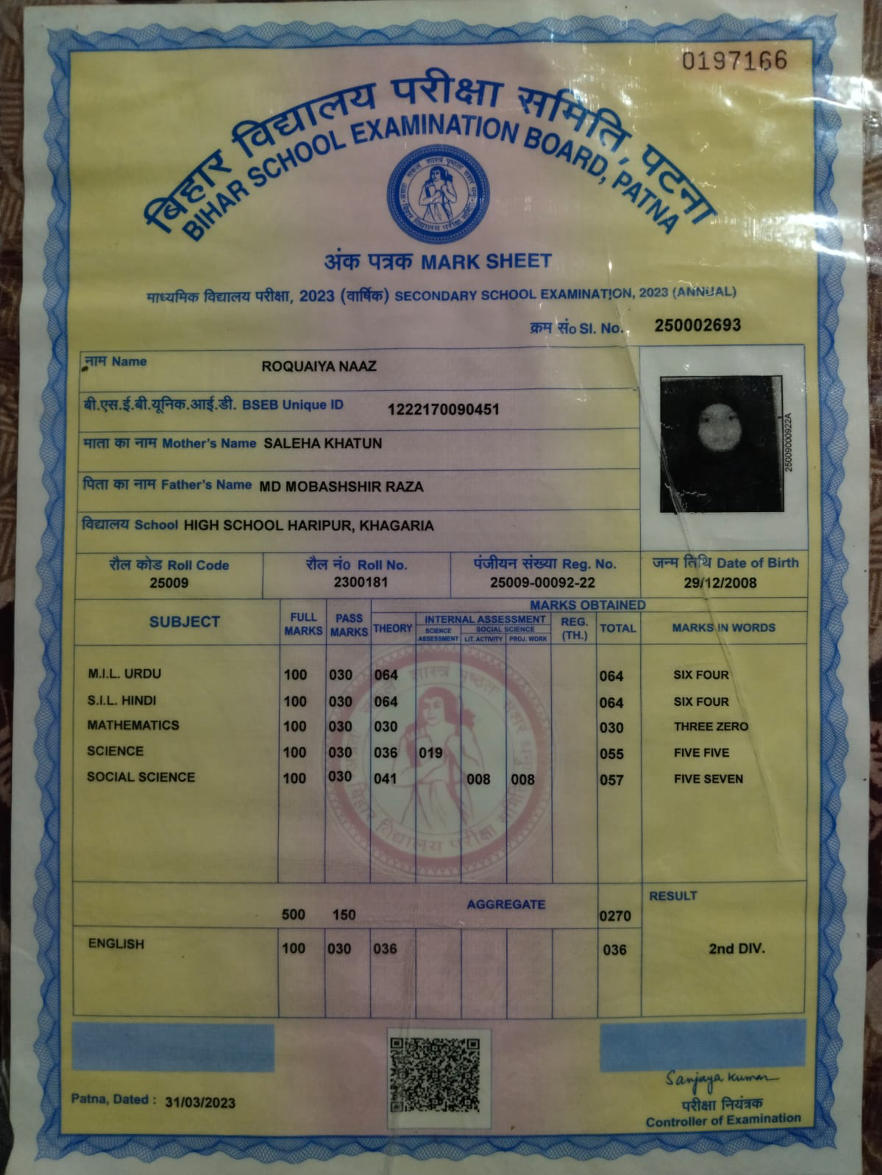 0197166
बिहार विद्यालय परीक्षा समिति, पटना
BIHAR SCHOOL EXAMINATION BOARD, PATNA
अंक पत्रक MARK SHEET
माध्यमिक विद्यालय परीक्षा, 2023 (वार्षिक) SECONDARY SCHOOL EXAMINATION, 2023 (ANNUAL)
क्रम सं० Sl. No. 250002693
नाम Name ROQUAIYA NAAZ
बी.एस.ई.बी.यूनिक.आई.डी. BSEB Unique ID 1222170090451
माता का नाम Mother's Name SALEHA KHATUN
पिता का नाम Father's Name MD MOBASHSHIR RAZA
विद्यालय School HIGH SCHOOL HARIPUR, KHAGARIA
25009000922A
रौल कोड Roll Code रौल नं० Roll No. पंजीयन संख्या Reg. No. जन्म तिथि Date of Birth
25009 2300181 25009-00092-22 29/12/2008
SUBJECT FULL MARKS PASS MARKS MARKS OBTAINED
THEORY INTERNAL ASSESSMENT REG. (TH.) TOTAL MARKS IN WORDS
SCIENCE ASSESSMENT SOCIAL SCIENCE LIT. ACTIVITY PROJ. WORK
M.I.L. URDU 100 030 064 064 SIX FOUR
S.I.L. HINDI 100 030 064 064 SIX FOUR
MATHEMATICS 100 030 030 030 THREE ZERO
SCIENCE 100 030 036 019 055 FIVE FIVE
SOCIAL SCIENCE 100 030 041 008 008 057 FIVE SEVEN
RESULT
500 150 AGGREGATE 0270
ENGLISH 100 030 036 036 2nd DIV.
Sanjaya Kumar
Patna, Dated : 31/03/2023
परीक्षा नियंत्रक
Controller of Examination